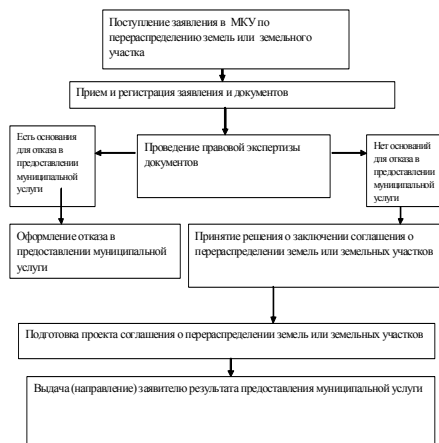 Поступление заявления в МКУ по
перераспределению земель или земельного
участка
Прием и регистрация заявления и документов
Есть основания
для отказа в
предоставлении
муниципальной
услуги
Проведение правовой экспертизы
документов
Нет оснований
для отказа в
предоставлении
муниципальной
услуги
Оформление отказа в
предоставлении муниципальной
услуги
Принятие решения о заключении соглашения о
перераспределении земель или земельных участков
Подготовка проекта соглашения о перераспределении земель или земельных участков
Выдача (направление) заявителю результата предоставления муниципальной услуги